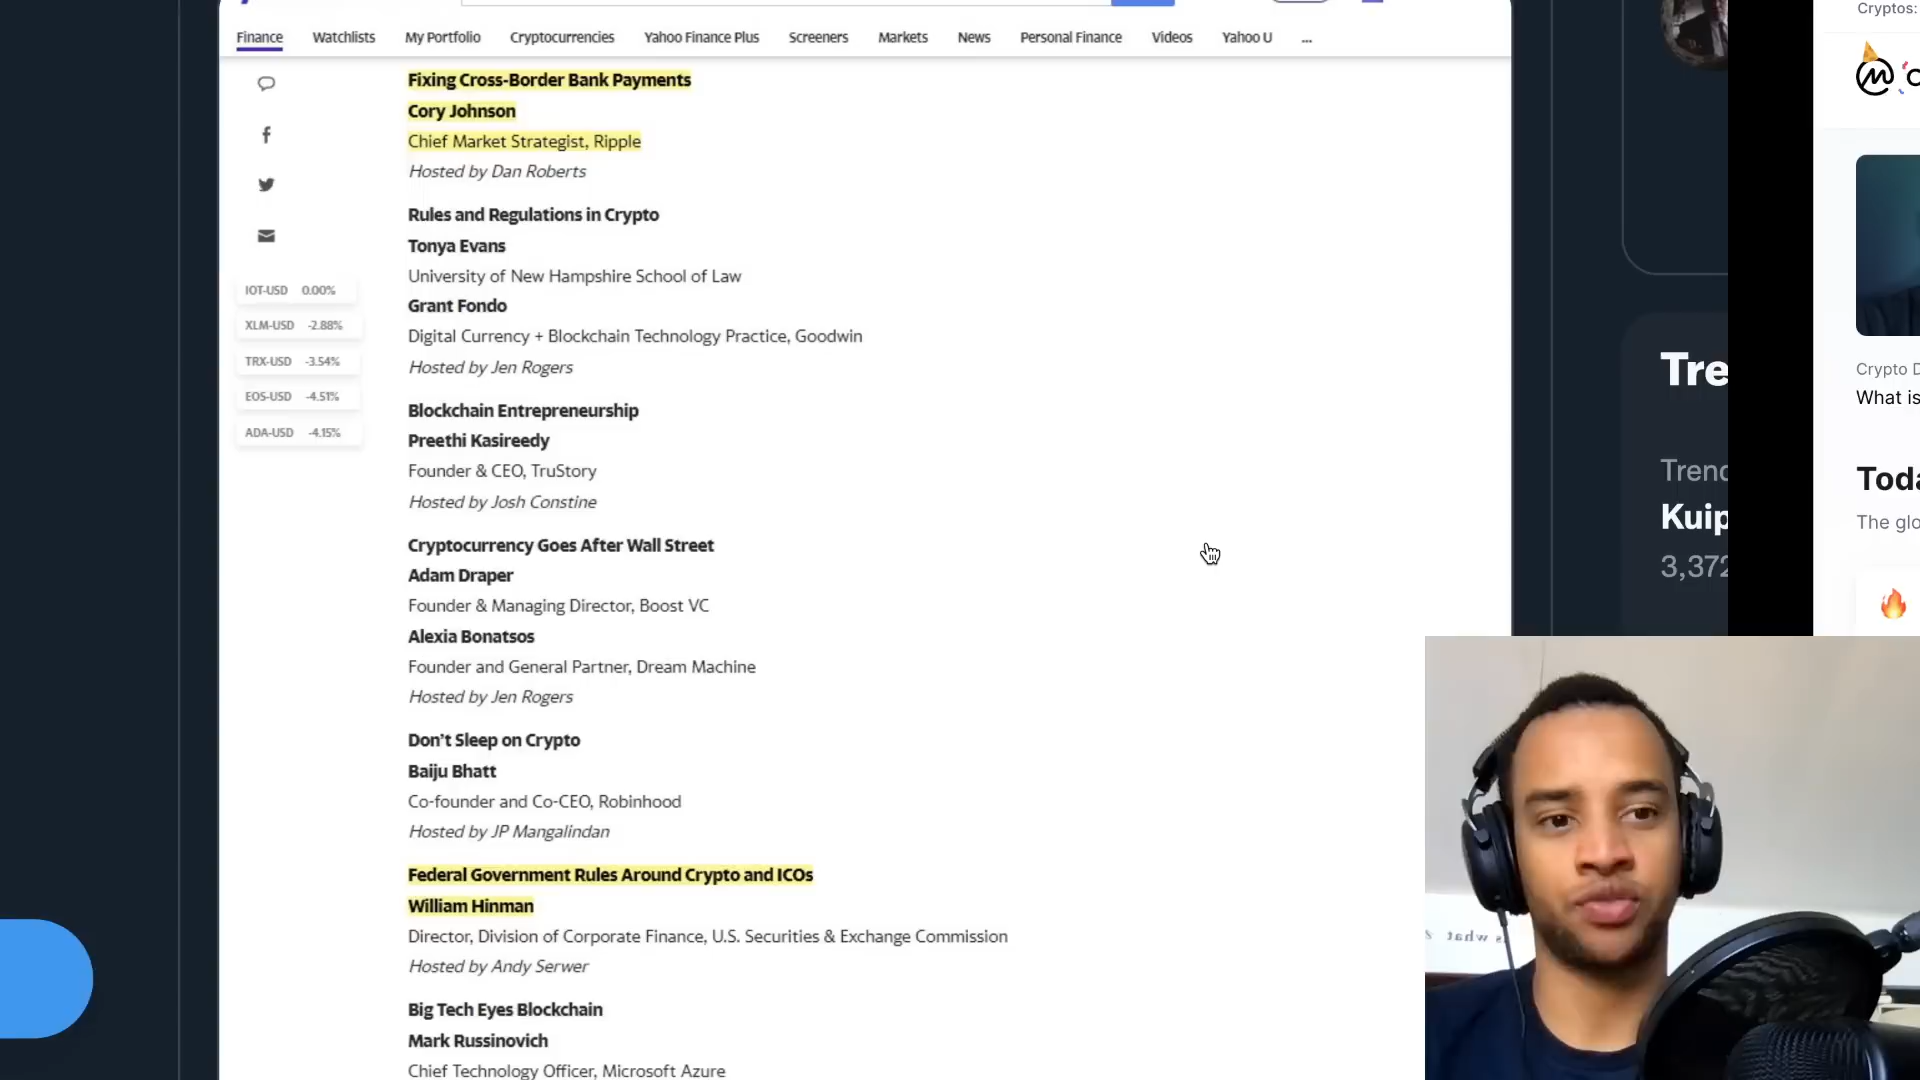 Finance Watchlists My Portfolio Cryptocurrencies Yahoo Finance Plus Screeners Markets News Personal Finance Videos Yahoo U ...
Fixing Cross-Border Bank Payments
Cory Johnson
Chief Market Strategist, Ripple
Hosted by Dan Roberts
Rules and Regulations in Crypto
Tonya Evans
University of New Hampshire School of Law
Grant Fondo
Digital Currency + Blockchain Technology Practice, Goodwin
Hosted by Jen Rogers
Blockchain Entrepreneurship
Preethi Kasireedy
Founder & CEO, TruStory
Hosted by Josh Constine
Cryptocurrency Goes After Wall Street
Adam Draper
Founder & Managing Director, Boost VC
Alexia Bonatsos
Founder and General Partner, Dream Machine
Hosted by Jen Rogers
Don't Sleep on Crypto
Baiju Bhatt
Co-founder and Co-CEO, Robinhood
Hosted by JP Mangalindan
Federal Government Rules Around Crypto and ICOs
William Hinman
Director, Division of Corporate Finance, U.S. Securities & Exchange Commission
Hosted by Andy Serwer
Big Tech Eyes Blockchain
Mark Russinovich
Chief Technology Officer, Microsoft Azure
IOT-USD 0.00%
XLM-USD -2.88%
TRX-USD -3.54%
EOS-USD -4.51%
ADA-USD -4.15%
Tre
Trend
Kuip
3,372
Cryptos:
Crypto D
What is
Toda
The glo
what